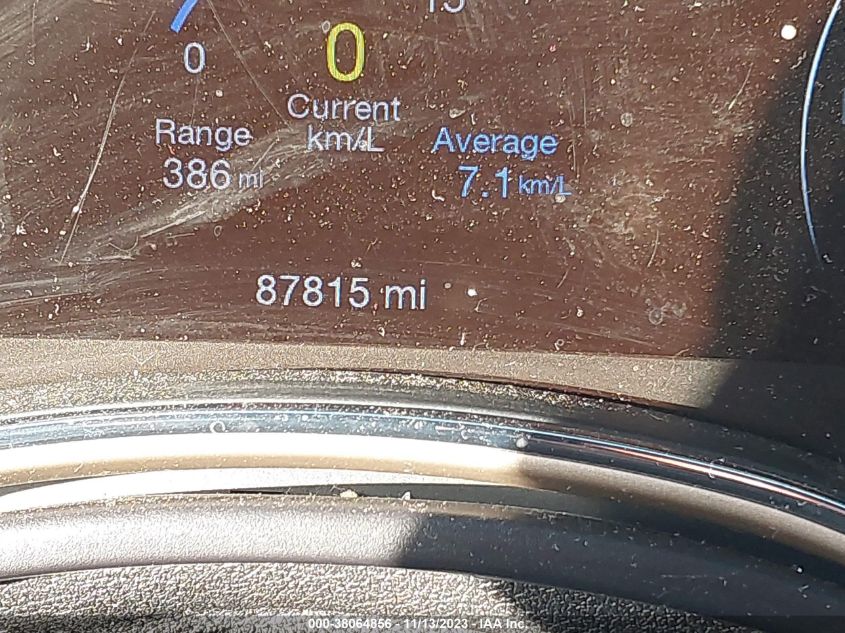 0
0
Current
km/L
Range
386 mi
Average
7.1 km/L
87815 mi
000-38064856 - 11/13/2023 - IAA Inc.